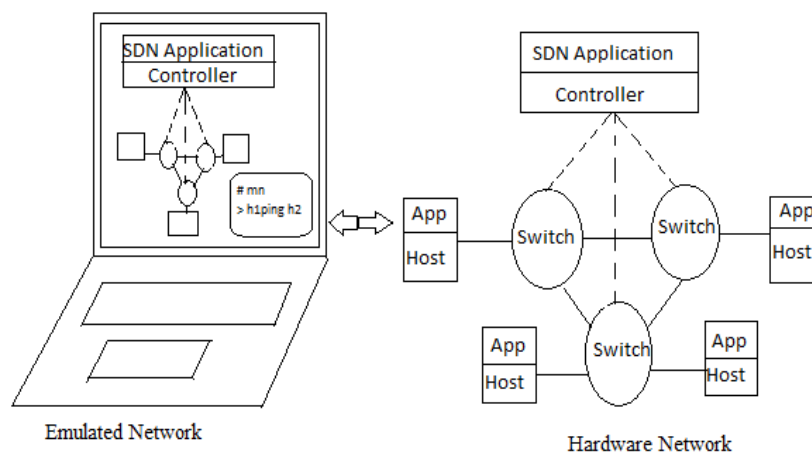 SDN Application
Controller
# mn
> h1ping h2
Emulated Network
SDN Application
Controller
App
Host
Switch
Switch
App
Host
App
Host
Switch
App
Host
Hardware Network